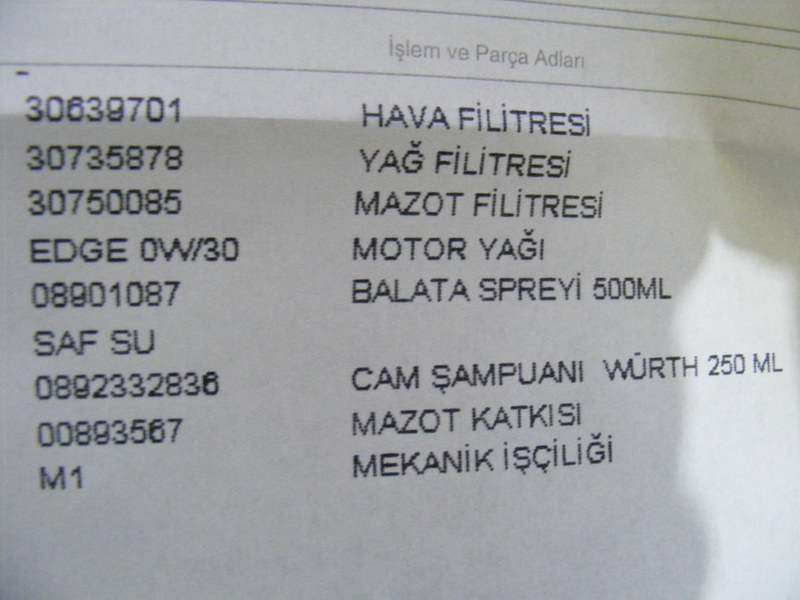 İşlem ve Parça Adları
30639701 HAVA FİLİTRESİ
30735878 YAĞ FİLİTRESİ
30750085 MAZOT FİLİTRESİ
EDGE 0W/30 MOTOR YAĞI
08901087 BALATA SPREYİ 500ML
SAF SU
0892332836 CAM ŞAMPUANI WÜRTH 250 ML
00893567 MAZOT KATKISI
M1 MEKANİK İŞÇİLİĞİ